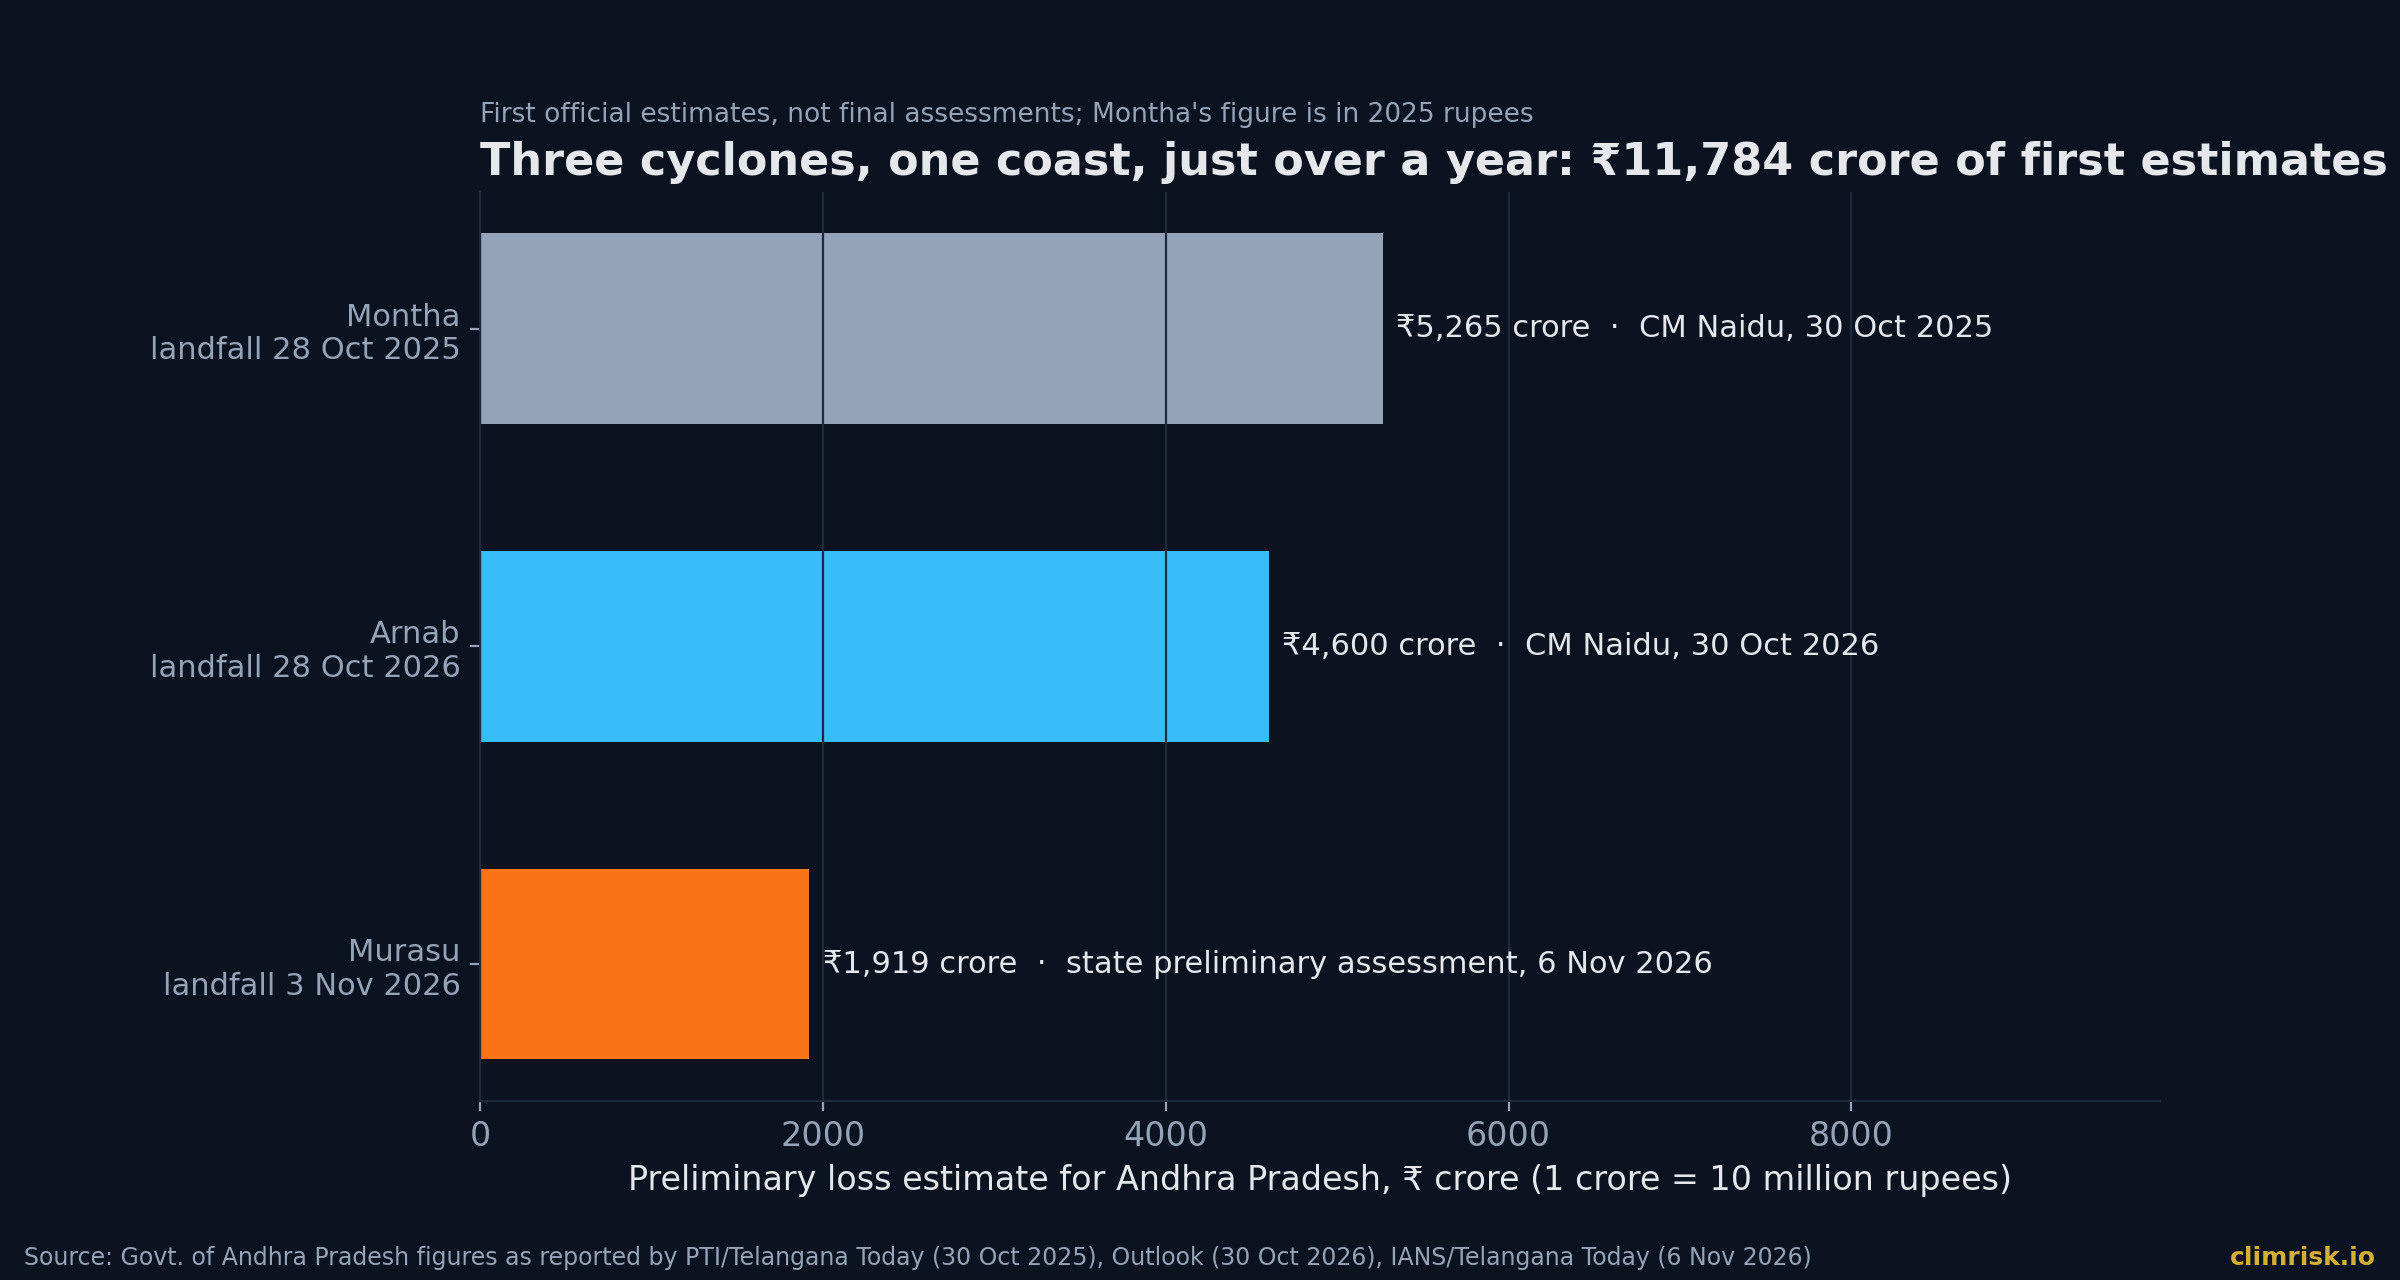 First official estimates, not final assessments; Montha's figure is in 2025 rupees
Three cyclones, one coast, just over a year: ₹11,784 crore of first estimates
Montha
landfall 28 Oct 2025
₹5,265 crore · CM Naidu, 30 Oct 2025
Arnab
landfall 28 Oct 2026
₹4,600 crore · CM Naidu, 30 Oct 2026
Murasu
landfall 3 Nov 2026
₹1,919 crore · state preliminary assessment, 6 Nov 2026
0 2000 4000 6000 8000
Preliminary loss estimate for Andhra Pradesh, ₹ crore (1 crore = 10 million rupees)
Source: Govt. of Andhra Pradesh figures as reported by PTI/Telangana Today (30 Oct 2025), Outlook (30 Oct 2026), IANS/Telangana Today (6 Nov 2026)
climrisk.io